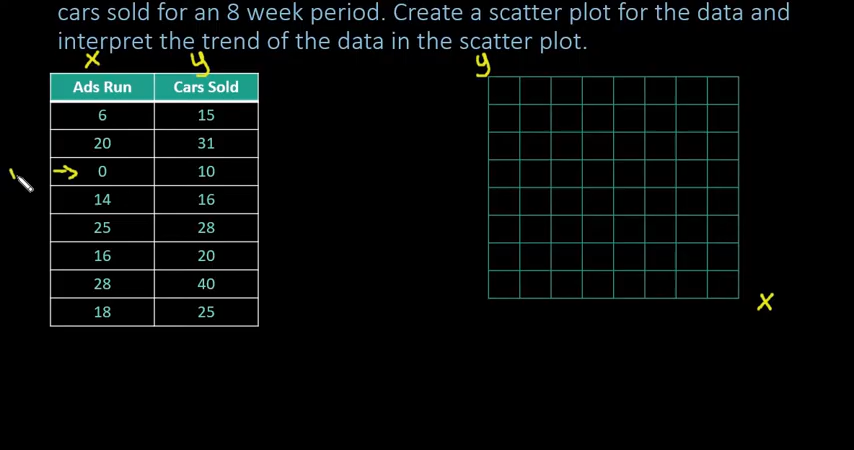 cars sold for an 8 week period. Create a scatter plot for the data and
interpret the trend of the data in the scatter plot.
x y
Ads Run Cars Sold
6 15
20 31
0 10
14 16
25 28
16 20
28 40
18 25
y
x